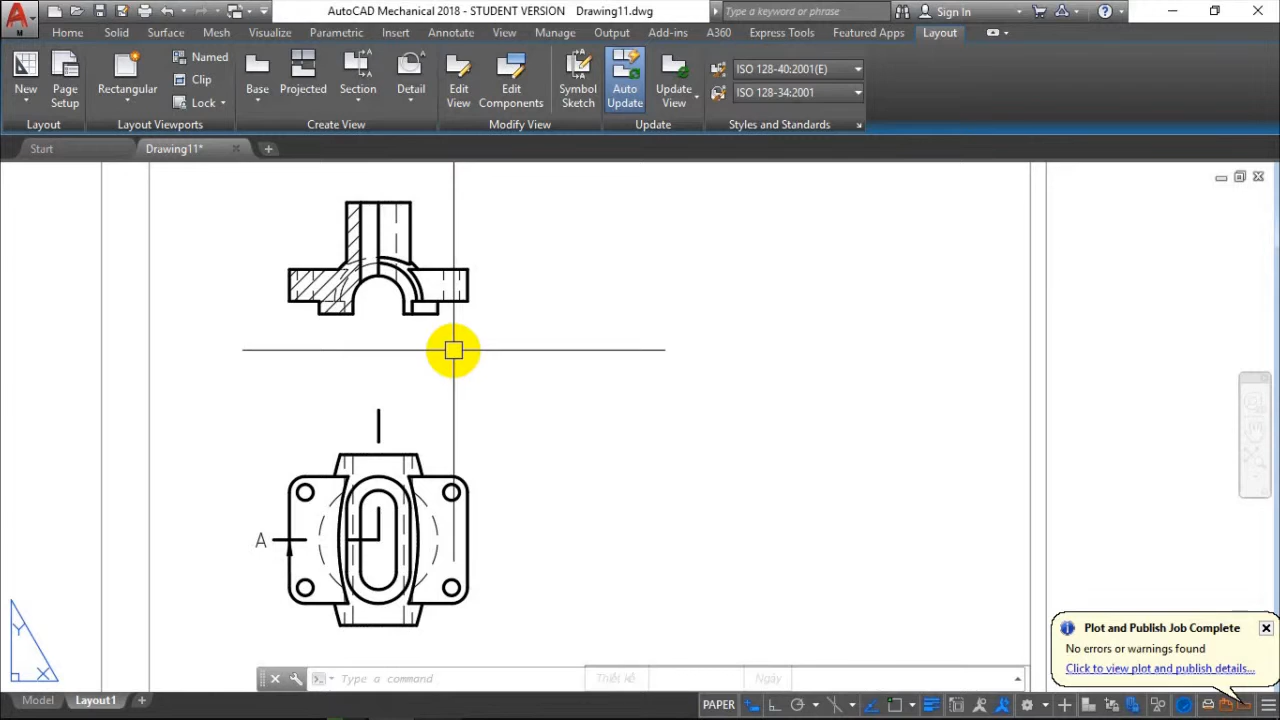 AutoCAD Mechanical 2018 - STUDENT VERSION Drawing11.dwg
Type a keyword or phrase
Sign In
Home Solid Surface Mesh Visualize Parametric Insert Annotate View Manage Output Add-ins A360 Express Tools Featured Apps Layout
New
Page Setup
Rectangular
Named
Clip
Lock
Base
Projected
Section
Detail
Edit View
Edit Components
Symbol Sketch
Auto Update
Update View
ISO 128-40:2001(E)
ISO 128-34:2001
Layout
Layout Viewports
Create View
Modify View
Update
Styles and Standards
Start
Drawing11*
A
Y
X
Plot and Publish Job Complete
No errors or warnings found
Click to view plot and publish details...
Type a command
Thiết kế
Ngày
Model
Layout1
PAPER